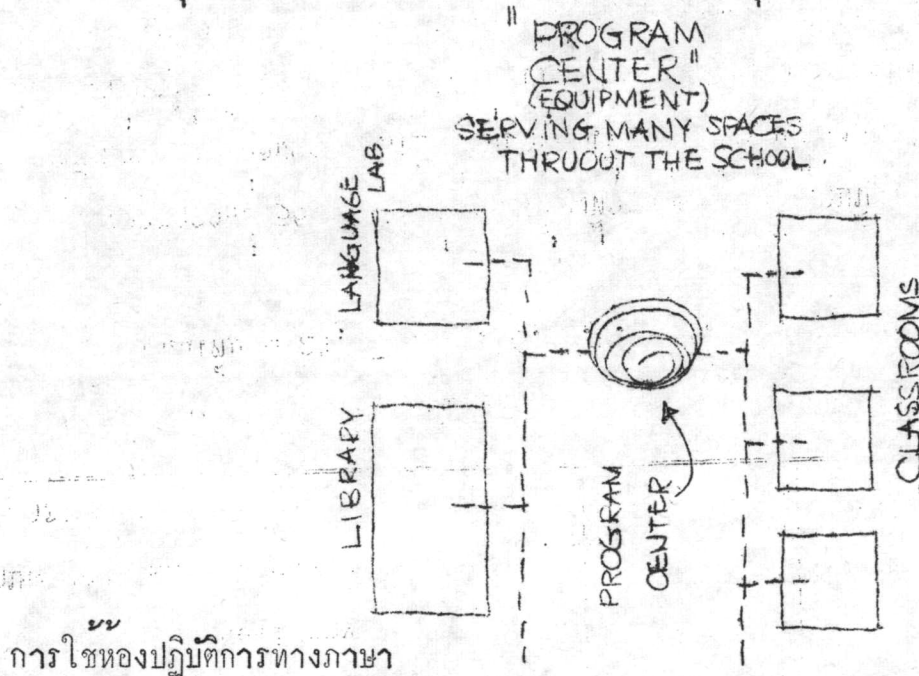 " PROGRAM
CENTER "
(EQUIPMENT)
SERVING MANY SPACES
THRUOUT THE SCHOOL.
LANGUAGE
LAB.
LIBRARY
PROGRAM
CENTER
CLASSROOMS
การใช้ห้องปฏิบัติการทางภาษา